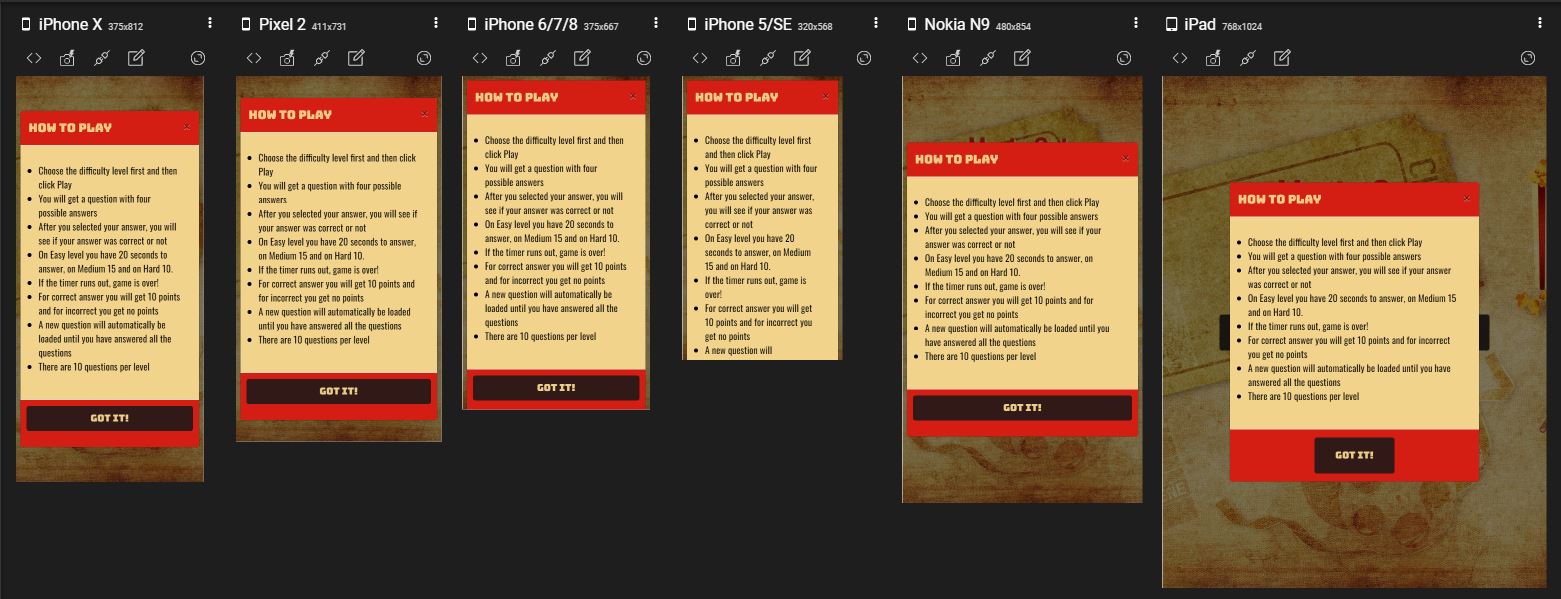 iPhone X 375x812
HOW TO PLAY ×
Choose the difficulty level first and then
click Play
You will get a question with four
possible answers
After you selected your answer, you will
see if your answer was correct or not
On Easy level you have 20 seconds to
answer, on Medium 15 and on Hard 10.
If the timer runs out, game is over!
For correct answer you will get 10 points
and for incorrect you get no points
A new question will automatically be
loaded until you have answered all the
questions
There are 10 questions per level
GOT IT!
Pixel 2 411x731
HOW TO PLAY ×
Choose the difficulty level first and then click
Play
You will get a question with four possible
answers
After you selected your answer, you will see if
your answer was correct or not
On Easy level you have 20 seconds to answer,
on Medium 15 and on Hard 10.
If the timer runs out, game is over!
For correct answer you will get 10 points and
for incorrect you get no points
A new question will automatically be loaded
until you have answered all the questions
There are 10 questions per level
GOT IT!
iPhone 6/7/8 375x667
HOW TO PLAY ×
Choose the difficulty level first and then
click Play
You will get a question with four
possible answers
After you selected your answer, you will
see if your answer was correct or not
On Easy level you have 20 seconds to
answer, on Medium 15 and on Hard 10.
If the timer runs out, game is over!
For correct answer you will get 10 points
and for incorrect you get no points
A new question will automatically be
loaded until you have answered all the
questions
There are 10 questions per level
GOT IT!
iPhone 5/SE 320x568
HOW TO PLAY ×
Choose the difficulty level first
and then click Play
You will get a question with four
possible answers
After you selected your answer,
you will see if your answer was
correct or not
On Easy level you have 20
seconds to answer, on Medium
15 and on Hard 10.
If the timer runs out, game is
over!
For correct answer you will get
10 points and for incorrect you
get no points
A new question will
Nokia N9 480x854
HOW TO PLAY ×
Choose the difficulty level first and then click Play
You will get a question with four possible answers
After you selected your answer, you will see if your
answer was correct or not
On Easy level you have 20 seconds to answer, on
Medium 15 and on Hard 10.
If the timer runs out, game is over!
For correct answer you will get 10 points and for
incorrect you get no points
A new question will automatically be loaded until you
have answered all the questions
There are 10 questions per level
GOT IT!
iPad 768x1024
HOW TO PLAY ×
Choose the difficulty level first and then click Play
You will get a question with four possible answers
After you selected your answer, you will see if your answer
was correct or not
On Easy level you have 20 seconds to answer, on Medium 15
and on Hard 10.
If the timer runs out, game is over!
For correct answer you will get 10 points and for incorrect
you get no points
A new question will automatically be loaded until you have
answered all the questions
There are 10 questions per level
GOT IT!